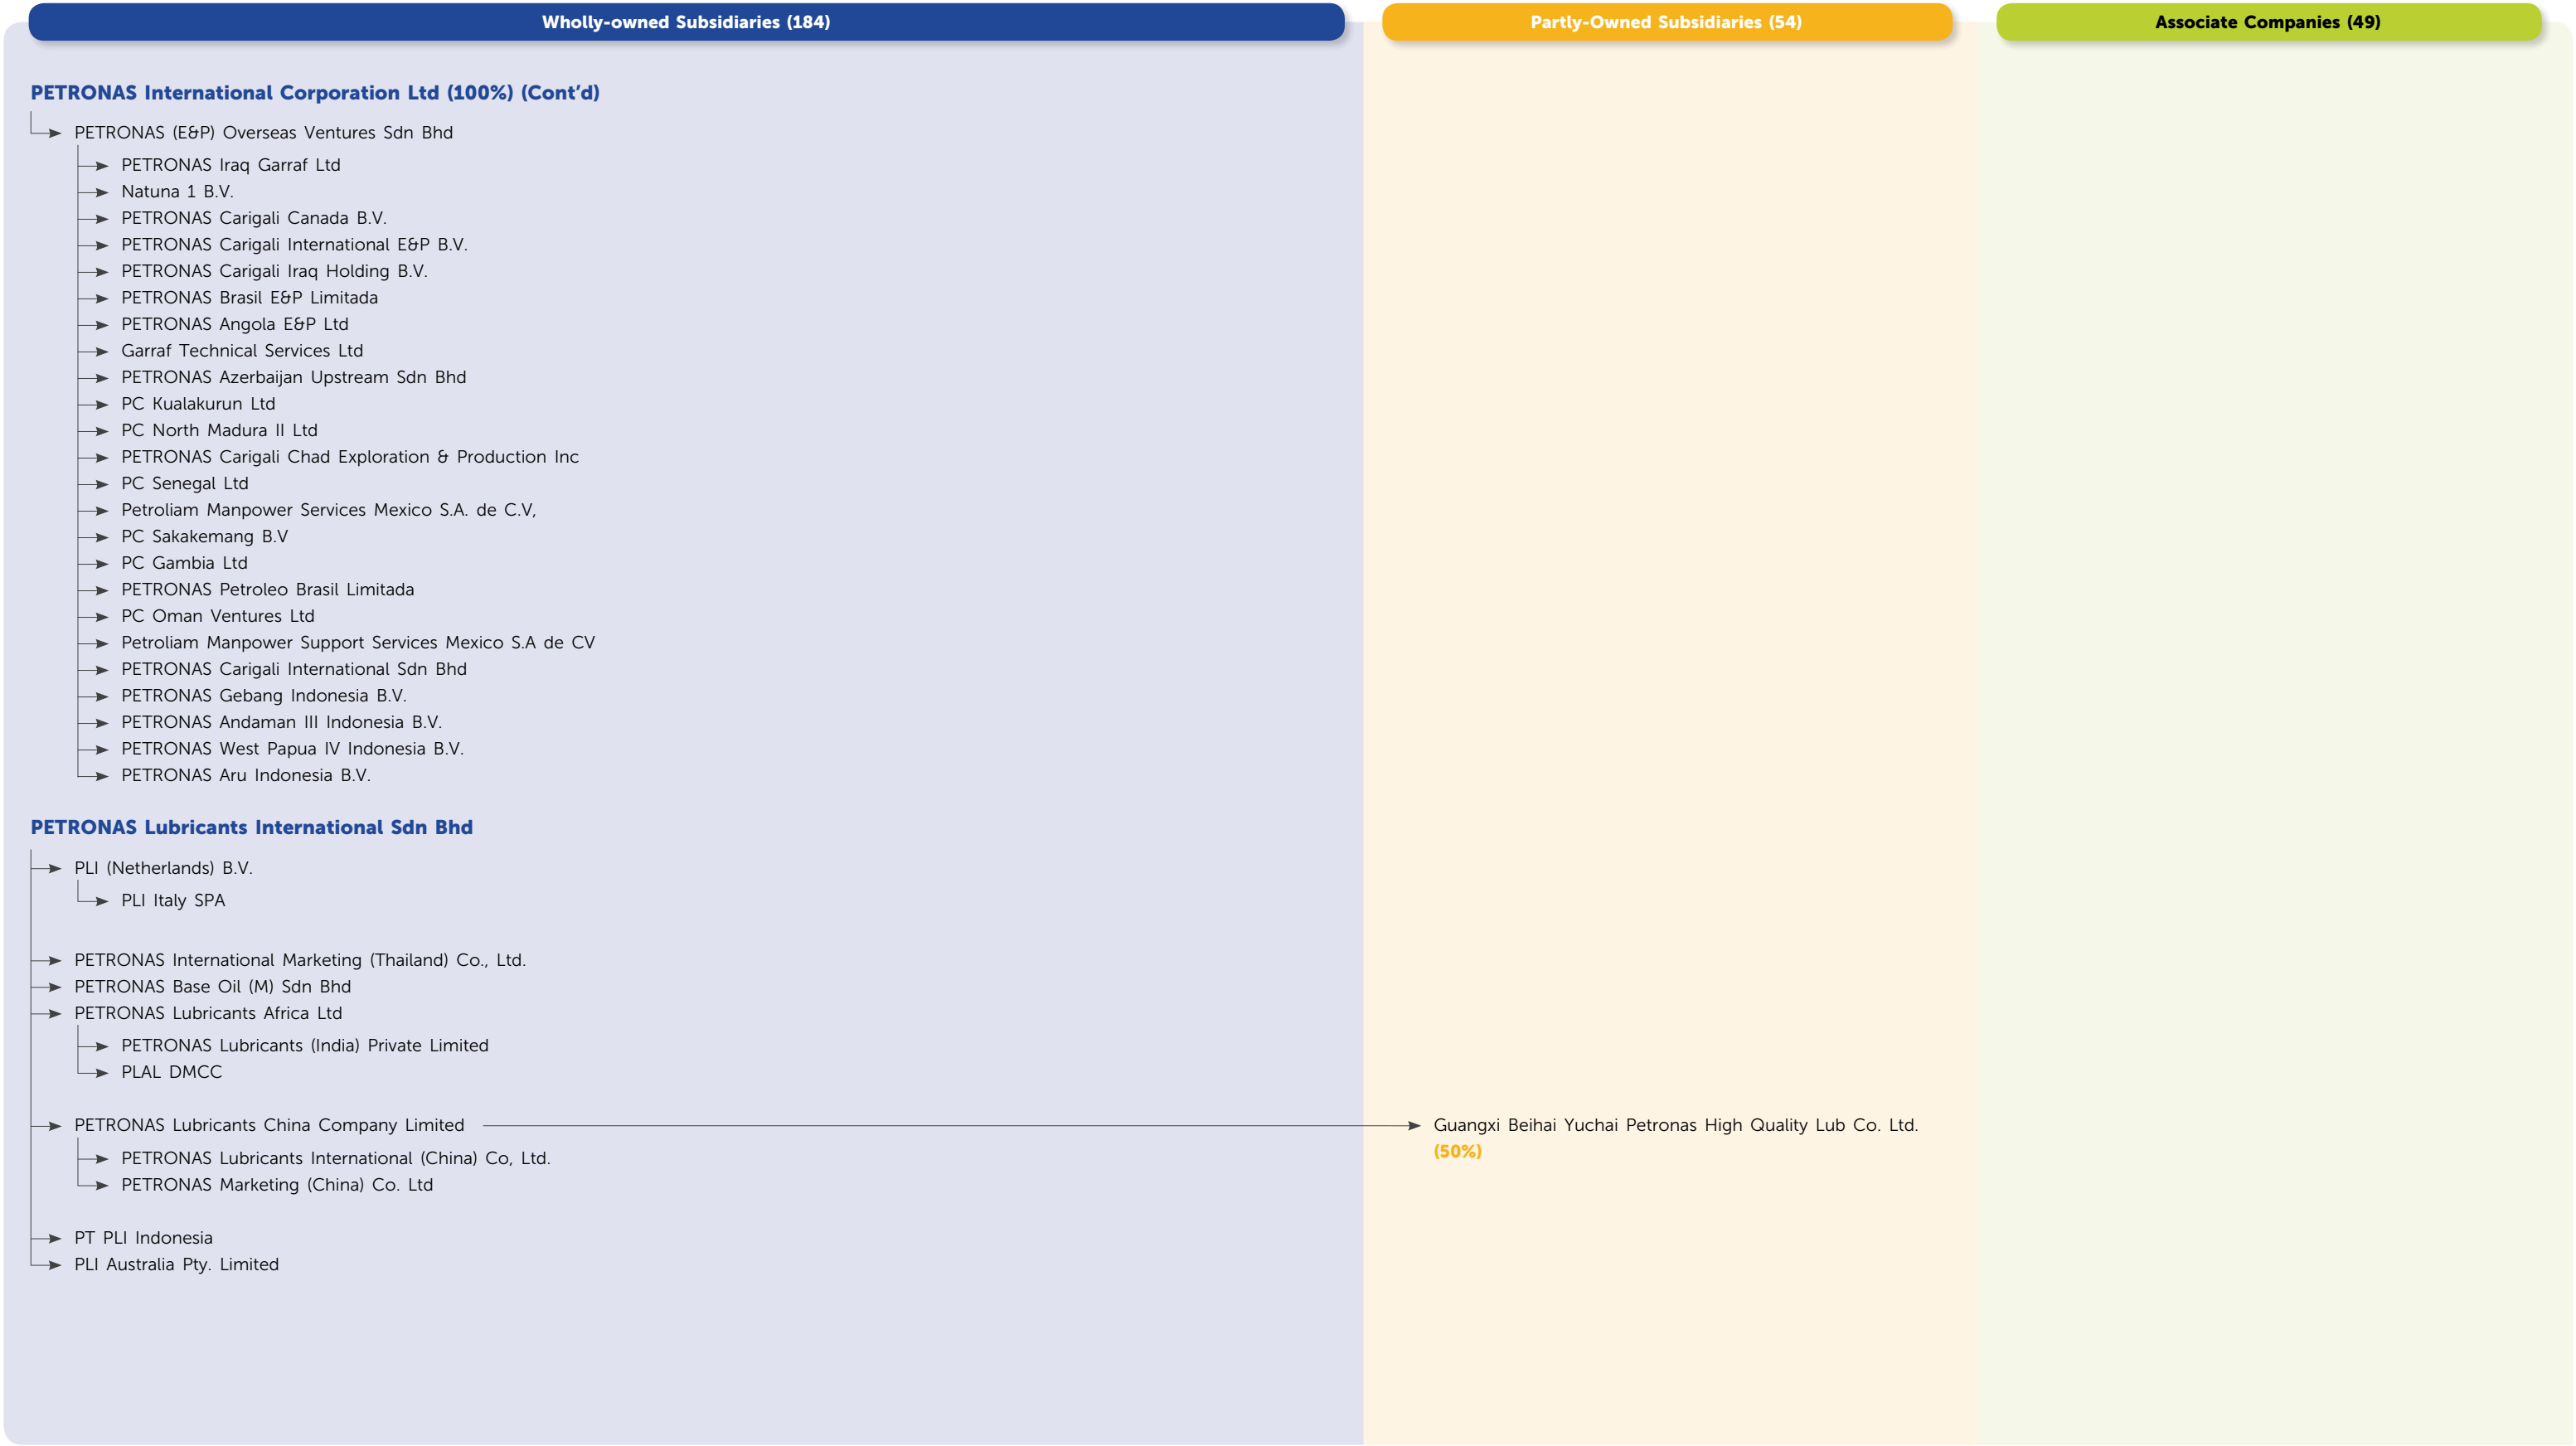 Wholly-owned Subsidiaries (184)
Partly-Owned Subsidiaries (54)
Associate Companies (49)
PETRONAS International Corporation Ltd (100%) (Cont’d)
PETRONAS (E&P) Overseas Ventures Sdn Bhd
PETRONAS Iraq Garraf Ltd
Natuna 1 B.V.
PETRONAS Carigali Canada B.V.
PETRONAS Carigali International E&P B.V.
PETRONAS Carigali Iraq Holding B.V.
PETRONAS Brasil E&P Limitada
PETRONAS Angola E&P Ltd
Garraf Technical Services Ltd
PETRONAS Azerbaijan Upstream Sdn Bhd
PC Kualakurun Ltd
PC North Madura II Ltd
PETRONAS Carigali Chad Exploration & Production Inc
PC Senegal Ltd
Petroliam Manpower Services Mexico S.A. de C.V,
PC Sakakemang B.V
PC Gambia Ltd
PETRONAS Petroleo Brasil Limitada
PC Oman Ventures Ltd
Petroliam Manpower Support Services Mexico S.A de CV
PETRONAS Carigali International Sdn Bhd
PETRONAS Gebang Indonesia B.V.
PETRONAS Andaman III Indonesia B.V.
PETRONAS West Papua IV Indonesia B.V.
PETRONAS Aru Indonesia B.V.
PETRONAS Lubricants International Sdn Bhd
PLI (Netherlands) B.V.
PLI Italy SPA
PETRONAS International Marketing (Thailand) Co., Ltd.
PETRONAS Base Oil (M) Sdn Bhd
PETRONAS Lubricants Africa Ltd
PETRONAS Lubricants (India) Private Limited
PLAL DMCC
PETRONAS Lubricants China Company Limited
Guangxi Beihai Yuchai Petronas High Quality Lub Co. Ltd.
(50%)
PETRONAS Lubricants International (China) Co, Ltd.
PETRONAS Marketing (China) Co. Ltd
PT PLI Indonesia
PLI Australia Pty. Limited